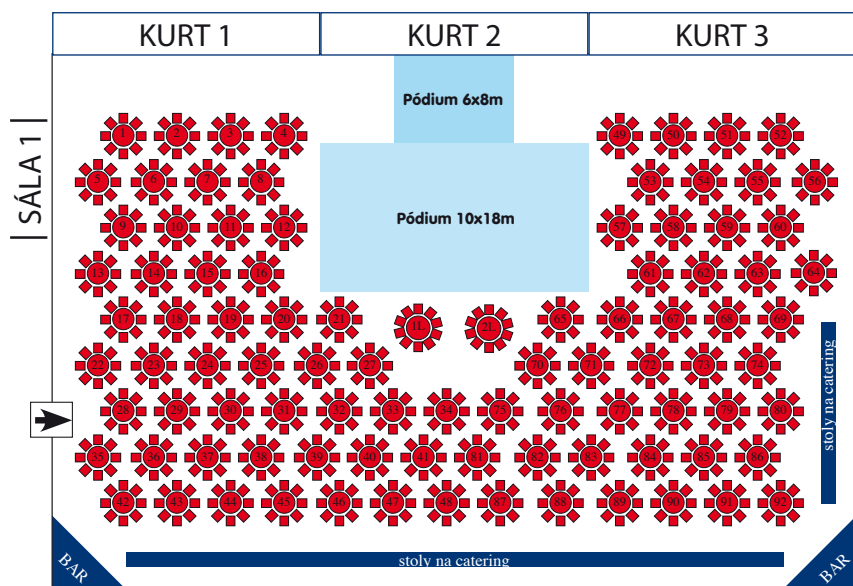 KURT 1 KURT 2 KURT 3
Pódium 6x8m
SÁLA 1
1 2 3 4 49 50 51 52
5 6 7 8 53 54 55 56
Pódium 10x18m
9 10 11 12 57 58 59 60
13 14 15 16 61 62 63 64
17 18 19 20 21 1L 2L 65 66 67 68 69
22 23 24 25 26 27 70 71 72 73 74
28 29 30 31 32 33 34 75 76 77 78 79 80
stoly na catering
35 36 37 38 39 40 41 81 82 83 84 85 86
42 43 44 45 46 47 48 87 88 89 90 91 92
BAR stoly na catering BAR